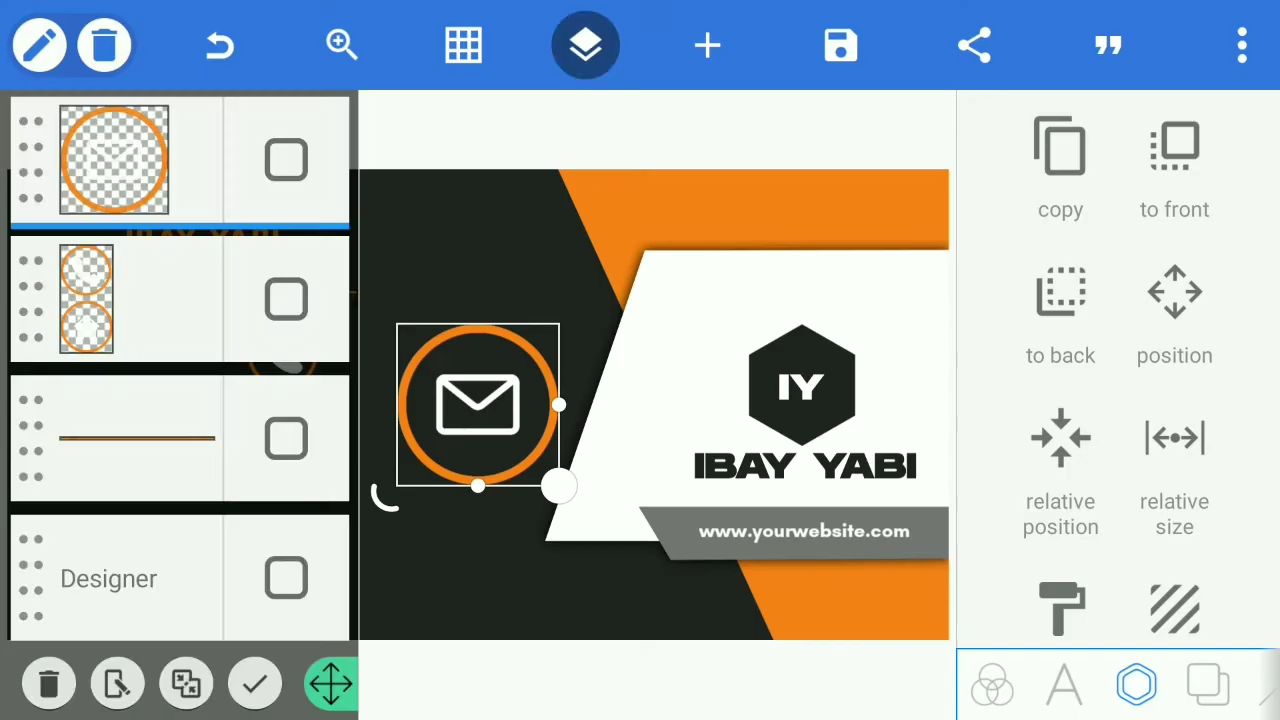 copy
to front
to back
position
relative
position
relative
size
Designer
IY
IBAY YABI
www.yourwebsite.com